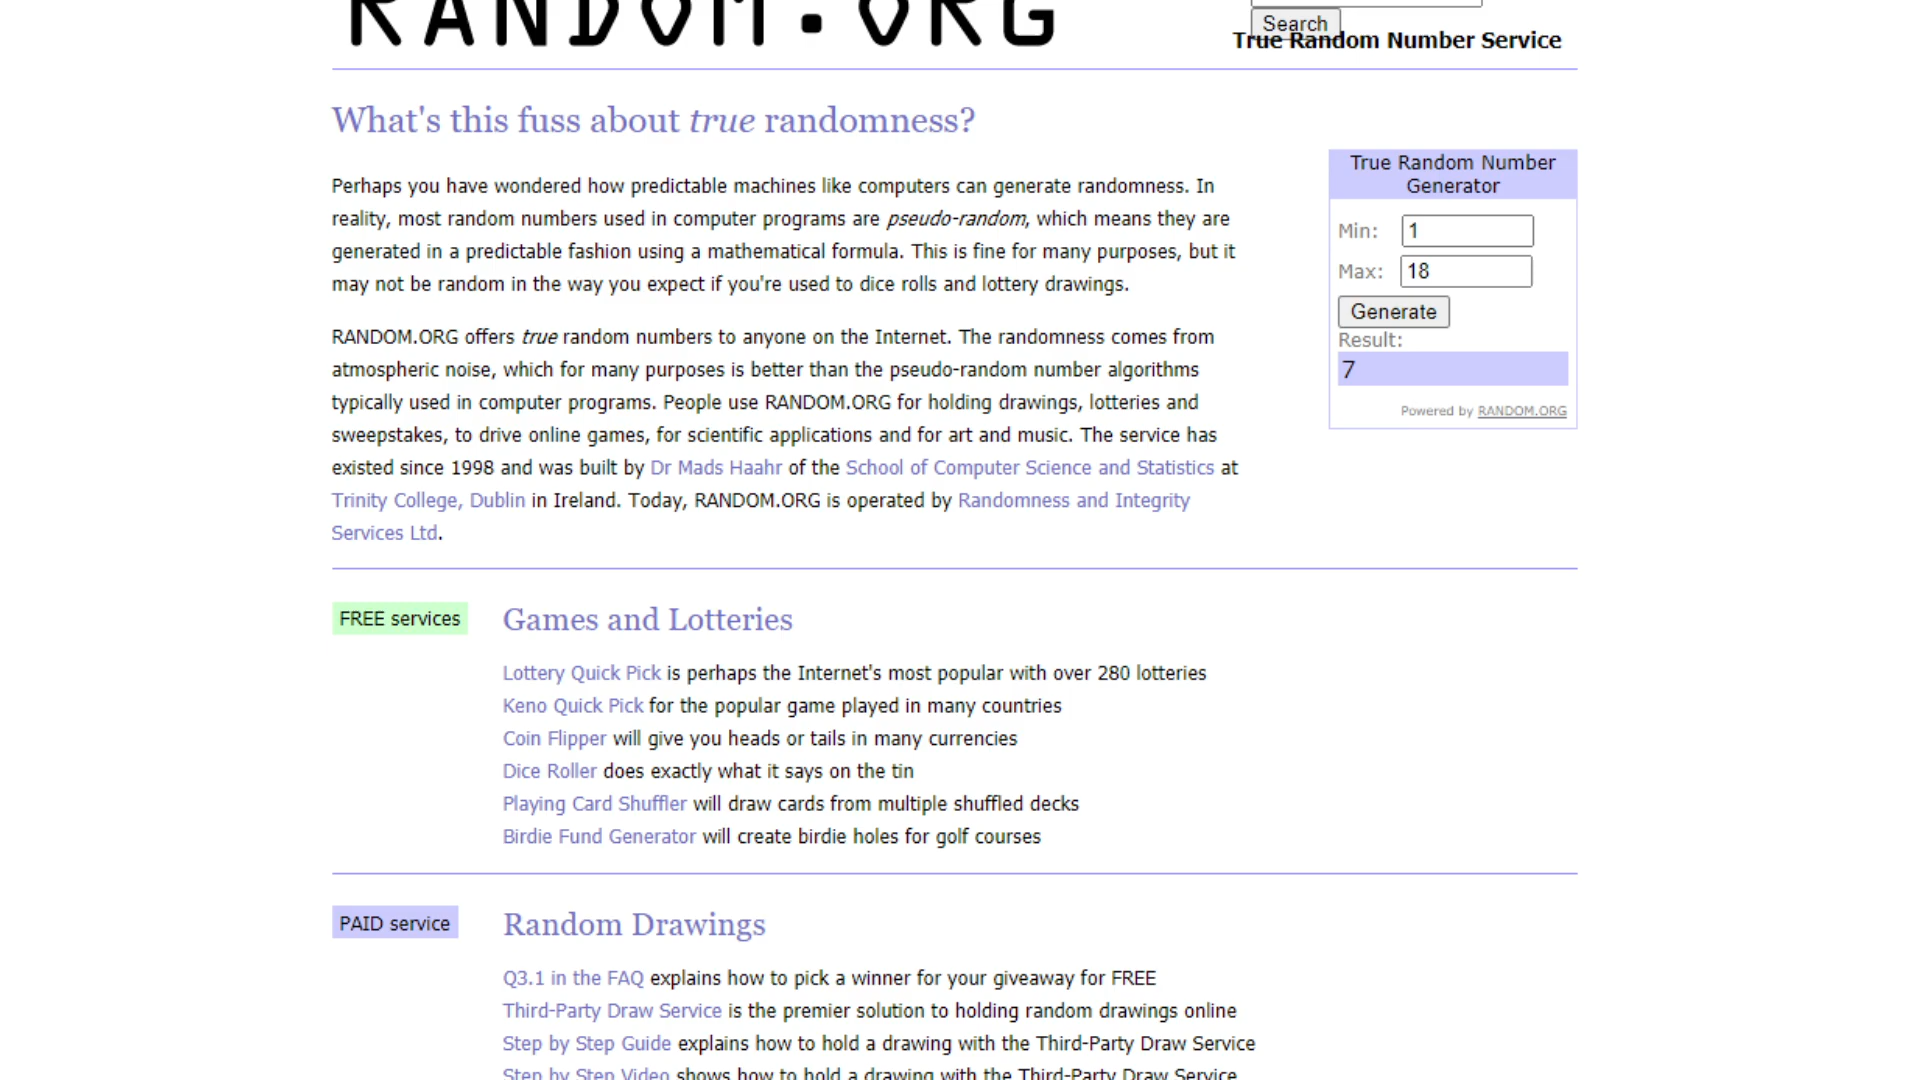 RANDOM.ORG
Search
True Random Number Service
What's this fuss about true randomness?
Perhaps you have wondered how predictable machines like computers can generate randomness. In
reality, most random numbers used in computer programs are pseudo-random, which means they are
generated in a predictable fashion using a mathematical formula. This is fine for many purposes, but it
may not be random in the way you expect if you're used to dice rolls and lottery drawings.
RANDOM.ORG offers true random numbers to anyone on the Internet. The randomness comes from
atmospheric noise, which for many purposes is better than the pseudo-random number algorithms
typically used in computer programs. People use RANDOM.ORG for holding drawings, lotteries and
sweepstakes, to drive online games, for scientific applications and for art and music. The service has
existed since 1998 and was built by Dr Mads Haahr of the School of Computer Science and Statistics at
Trinity College, Dublin in Ireland. Today, RANDOM.ORG is operated by Randomness and Integrity
Services Ltd.
True Random Number
Generator
Min: 1
Max: 18
Generate
Result:
7
Powered by RANDOM.ORG
FREE services
Games and Lotteries
Lottery Quick Pick is perhaps the Internet's most popular with over 280 lotteries
Keno Quick Pick for the popular game played in many countries
Coin Flipper will give you heads or tails in many currencies
Dice Roller does exactly what it says on the tin
Playing Card Shuffler will draw cards from multiple shuffled decks
Birdie Fund Generator will create birdie holes for golf courses
PAID service
Random Drawings
Q3.1 in the FAQ explains how to pick a winner for your giveaway for FREE
Third-Party Draw Service is the premier solution to holding random drawings online
Step by Step Guide explains how to hold a drawing with the Third-Party Draw Service
Step by Step Video shows how to hold a drawing with the Third-Party Draw Service